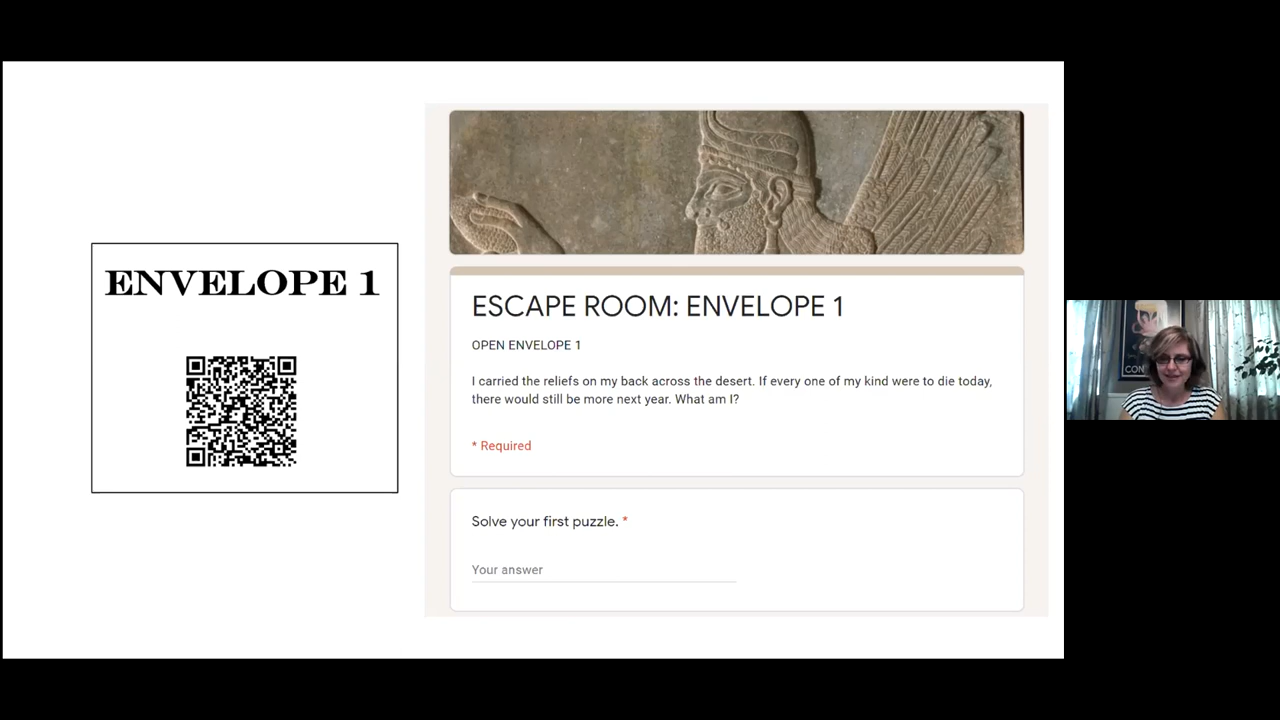 ENVELOPE 1
ESCAPE ROOM: ENVELOPE 1
OPEN ENVELOPE 1
I carried the reliefs on my back across the desert. If every one of my kind were to die today,
there would still be more next year. What am I?
* Required
Solve your first puzzle. *
Your answer
CON